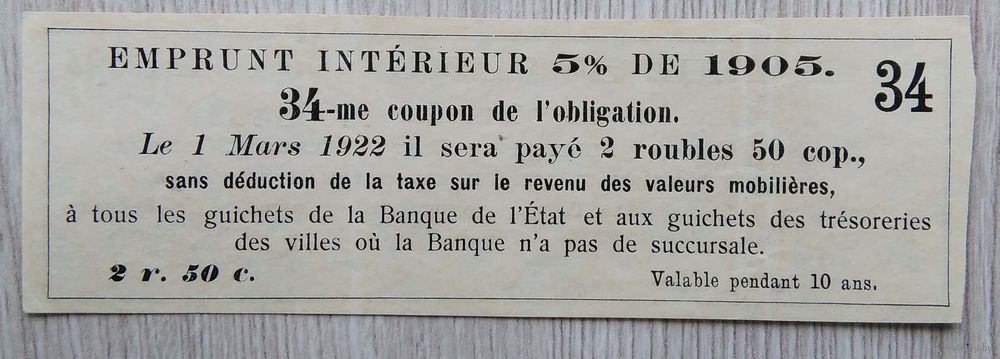 EMPRUNT INTÉRIEUR 5% DE 1905.
34
34-me coupon de l'obligation.
Le 1 Mars 1922 il sera payé 2 roubles 50 cop.,
sans déduction de la taxe sur le revenu des valeurs mobilières,
à tous les guichets de la Banque de l'État et aux guichets des trésoreries
des villes où la Banque n'a pas de succursale.
2 r. 50 c.
Valable pendant 10 ans.